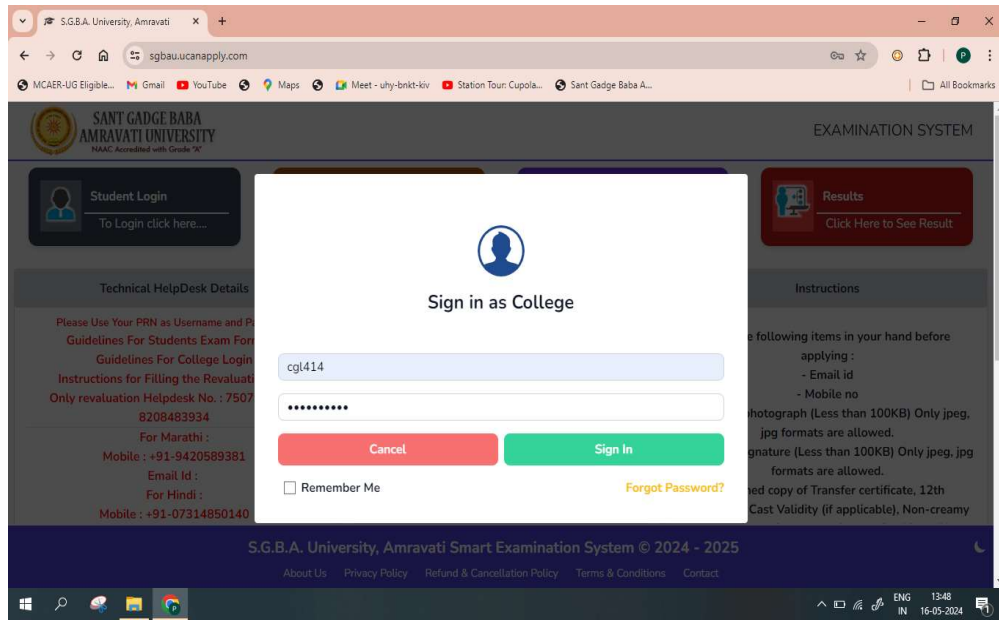 S.G.B.A. University, Amravati
sgbau.ucanapply.com
MCAER-UG Eligible... Gmail YouTube Maps Meet - uhy-bnkt-kiv Station Tour: Cupola... Sant Gadge Baba A... All Bookmarks
SANT GADGE BABA
AMRAVATI UNIVERSITY
NAAC Accredited with Grade "A"
EXAMINATION SYSTEM
Student Login
To Login click here....
Results
Click Here to See Result
Sign in as College
cgl414
••••••••••
Cancel
Sign In
Remember Me
Forgot Password?
Technical HelpDesk Details
Please Use Your PRN as Username and
Guidelines For Students Exam
Guidelines For College Login
Instructions for Filling the
Only revaluation Helpdesk No. : 7507
8208483934
For Marathi :
Mobile : +91-9420589381
Email Id :
For Hindi :
Mobile : +91-07314850140
Instructions
following items in your hand before
applying :
- Email id
- Mobile no
(Less than 100KB) Only jpeg,
jpg formats are allowed.
(Less than 100KB) Only jpeg, jpg
formats are allowed.
copy of Transfer certificate, 12th
Cast Validity (if applicable), Non-creamy
S.G.B.A. University, Amravati Smart Examination System © 2024 - 2025
About Us Privacy Policy Refund & Cancellation Policy Terms & Conditions Contact
ENG 13:48
IN 16-05-2024